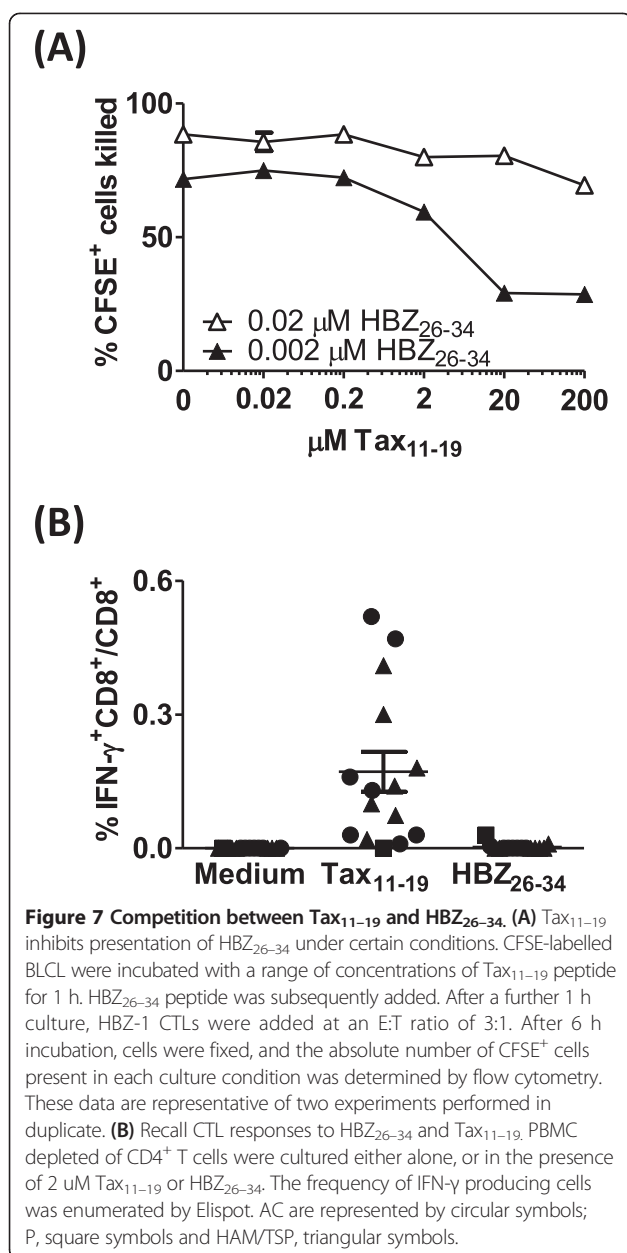 (A)
100
50
0
% CFSE⁺ cells killed
0.02 μM HBZ₂₆₋₃₄
0.002 μM HBZ₂₆₋₃₄
0 0.02 0.2 2 20 200
μM Tax₁₁₋₁₉
(B)
0.6
0.3
0.0
% IFN-γ⁺CD8⁺/CD8⁺
Medium Tax₁₁₋₁₉ HBZ₂₆₋₃₄
Figure 7 Competition between Tax₁₁₋₁₉ and HBZ₂₆₋₃₄. (A) Tax₁₁₋₁₉
inhibits presentation of HBZ₂₆₋₃₄ under certain conditions. CFSE-labelled
BLCL were incubated with a range of concentrations of Tax₁₁₋₁₉ peptide
for 1 h. HBZ₂₆₋₃₄ peptide was subsequently added. After a further 1 h
culture, HBZ-1 CTLs were added at an E:T ratio of 3:1. After 6 h
incubation, cells were fixed, and the absolute number of CFSE⁺ cells
present in each culture condition was determined by flow cytometry.
These data are representative of two experiments performed in
duplicate. (B) Recall CTL responses to HBZ₂₆₋₃₄ and Tax₁₁₋₁₉. PBMC
depleted of CD4⁺ T cells were cultured either alone, or in the presence
of 2 uM Tax₁₁₋₁₉ or HBZ₂₆₋₃₄. The frequency of IFN-γ producing cells
was enumerated by Elispot. AC are represented by circular symbols;
P, square symbols and HAM/TSP, triangular symbols.